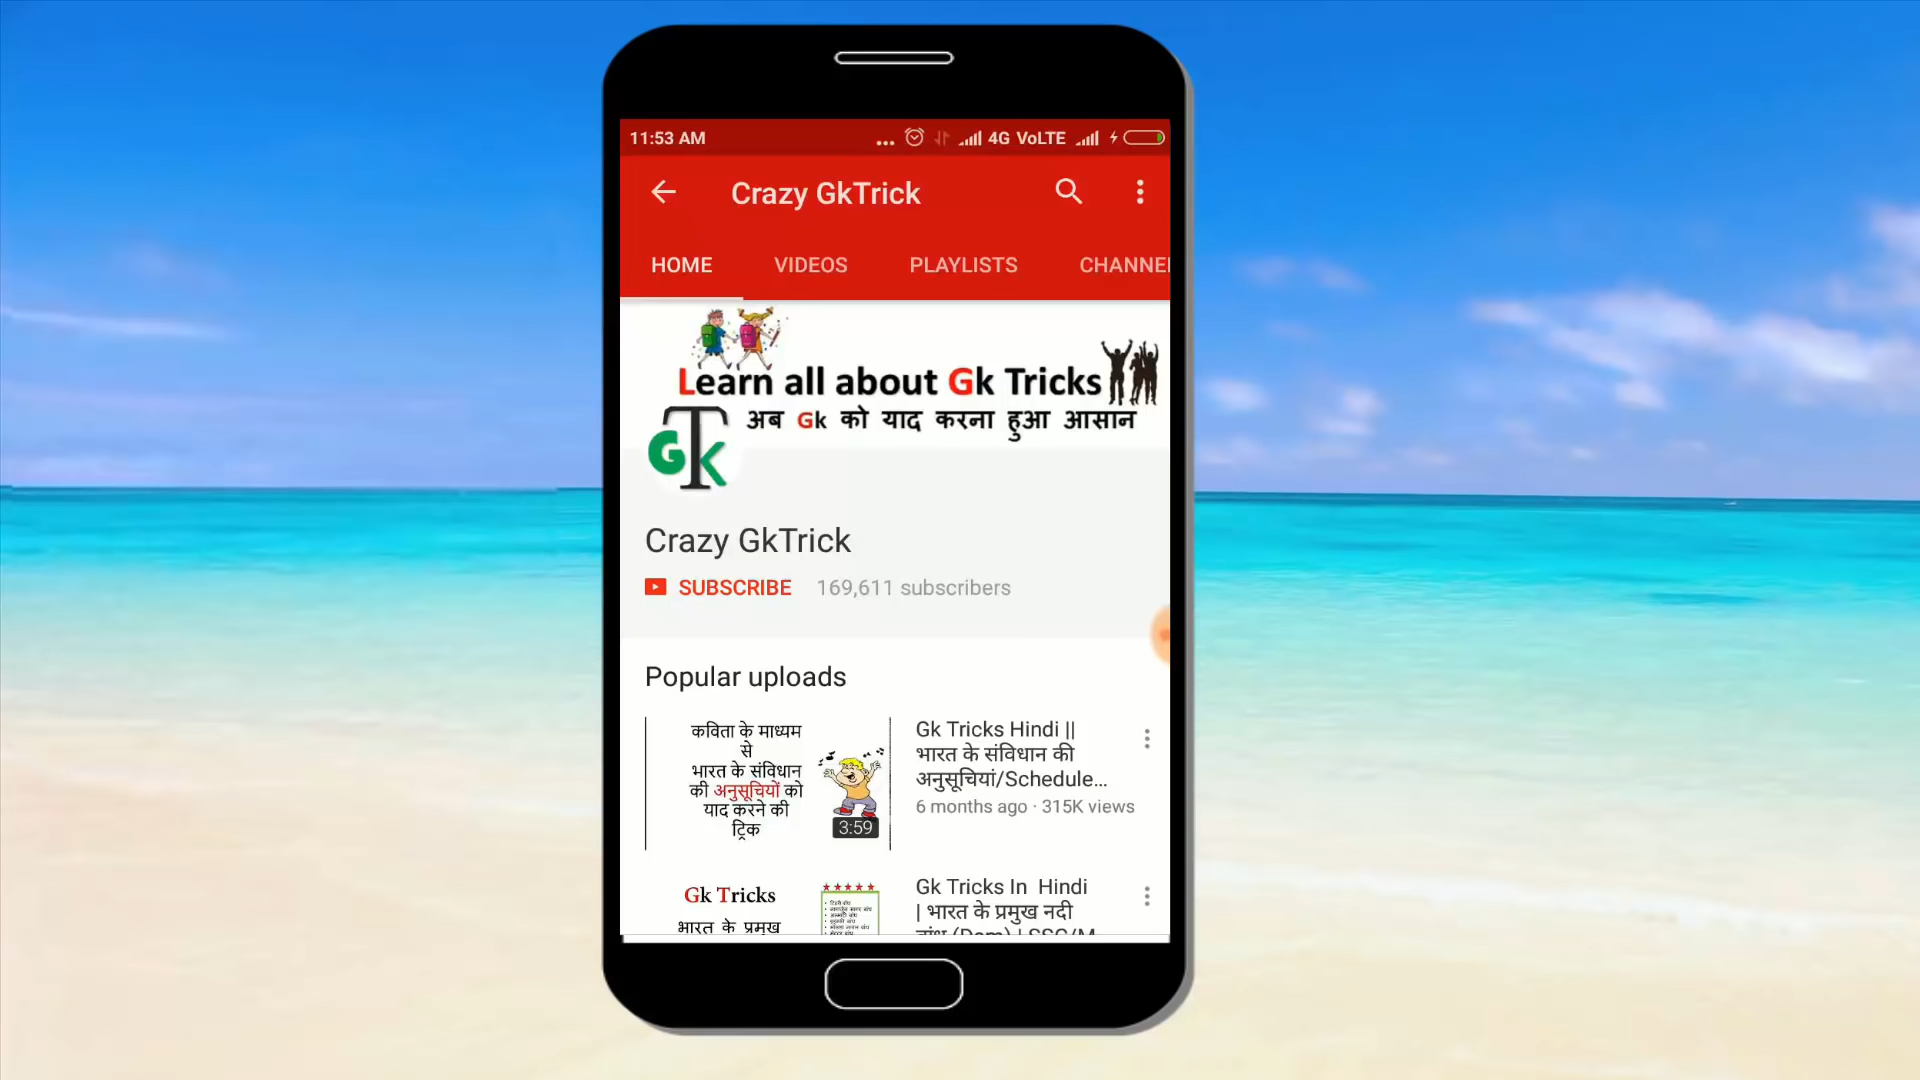 11:53 AM ... 4G VoLTE
Crazy GkTrick
HOME VIDEOS PLAYLISTS CHANNE
Learn all about Gk Tricks
अब Gk को याद करना हुआ आसान
GTk
Crazy GkTrick
SUBSCRIBE 169,611 subscribers
Popular uploads
कविता के माध्यम
से
भारत के संविधान
की अनुसूचियों को
याद करने की
ट्रिक
3:59
Gk Tricks Hindi ||
भारत के संविधान की
अनुसूचियां/Schedule...
6 months ago · 315K views
Gk Tricks
भारत के प्रमुख
Gk Tricks In Hindi
| भारत के प्रमुख नदी
बांध (Dam) | SSC/M